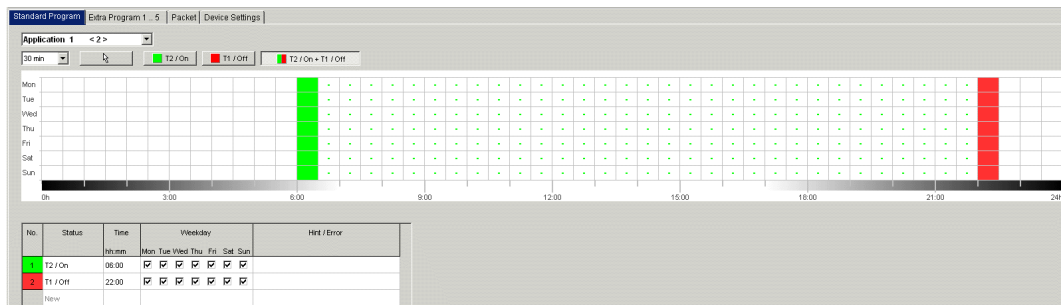 Standard Program Extra Program 1 .. 5 Packet Device Settings
Application 1 < 2 >
30 min T2 / On T1 / Off T2 / On + T1 / Off
Mon
Tue
Wed
Thu
Fri
Sat
Sun
0h 3:00 6:00 9:00 12:00 15:00 18:00 21:00 24h
No. Status Time Weekday Hint / Error
hh:mm Mon Tue Wed Thu Fri Sat Sun
1 T2 / On 06:00
2 T1 / Off 22:00
New